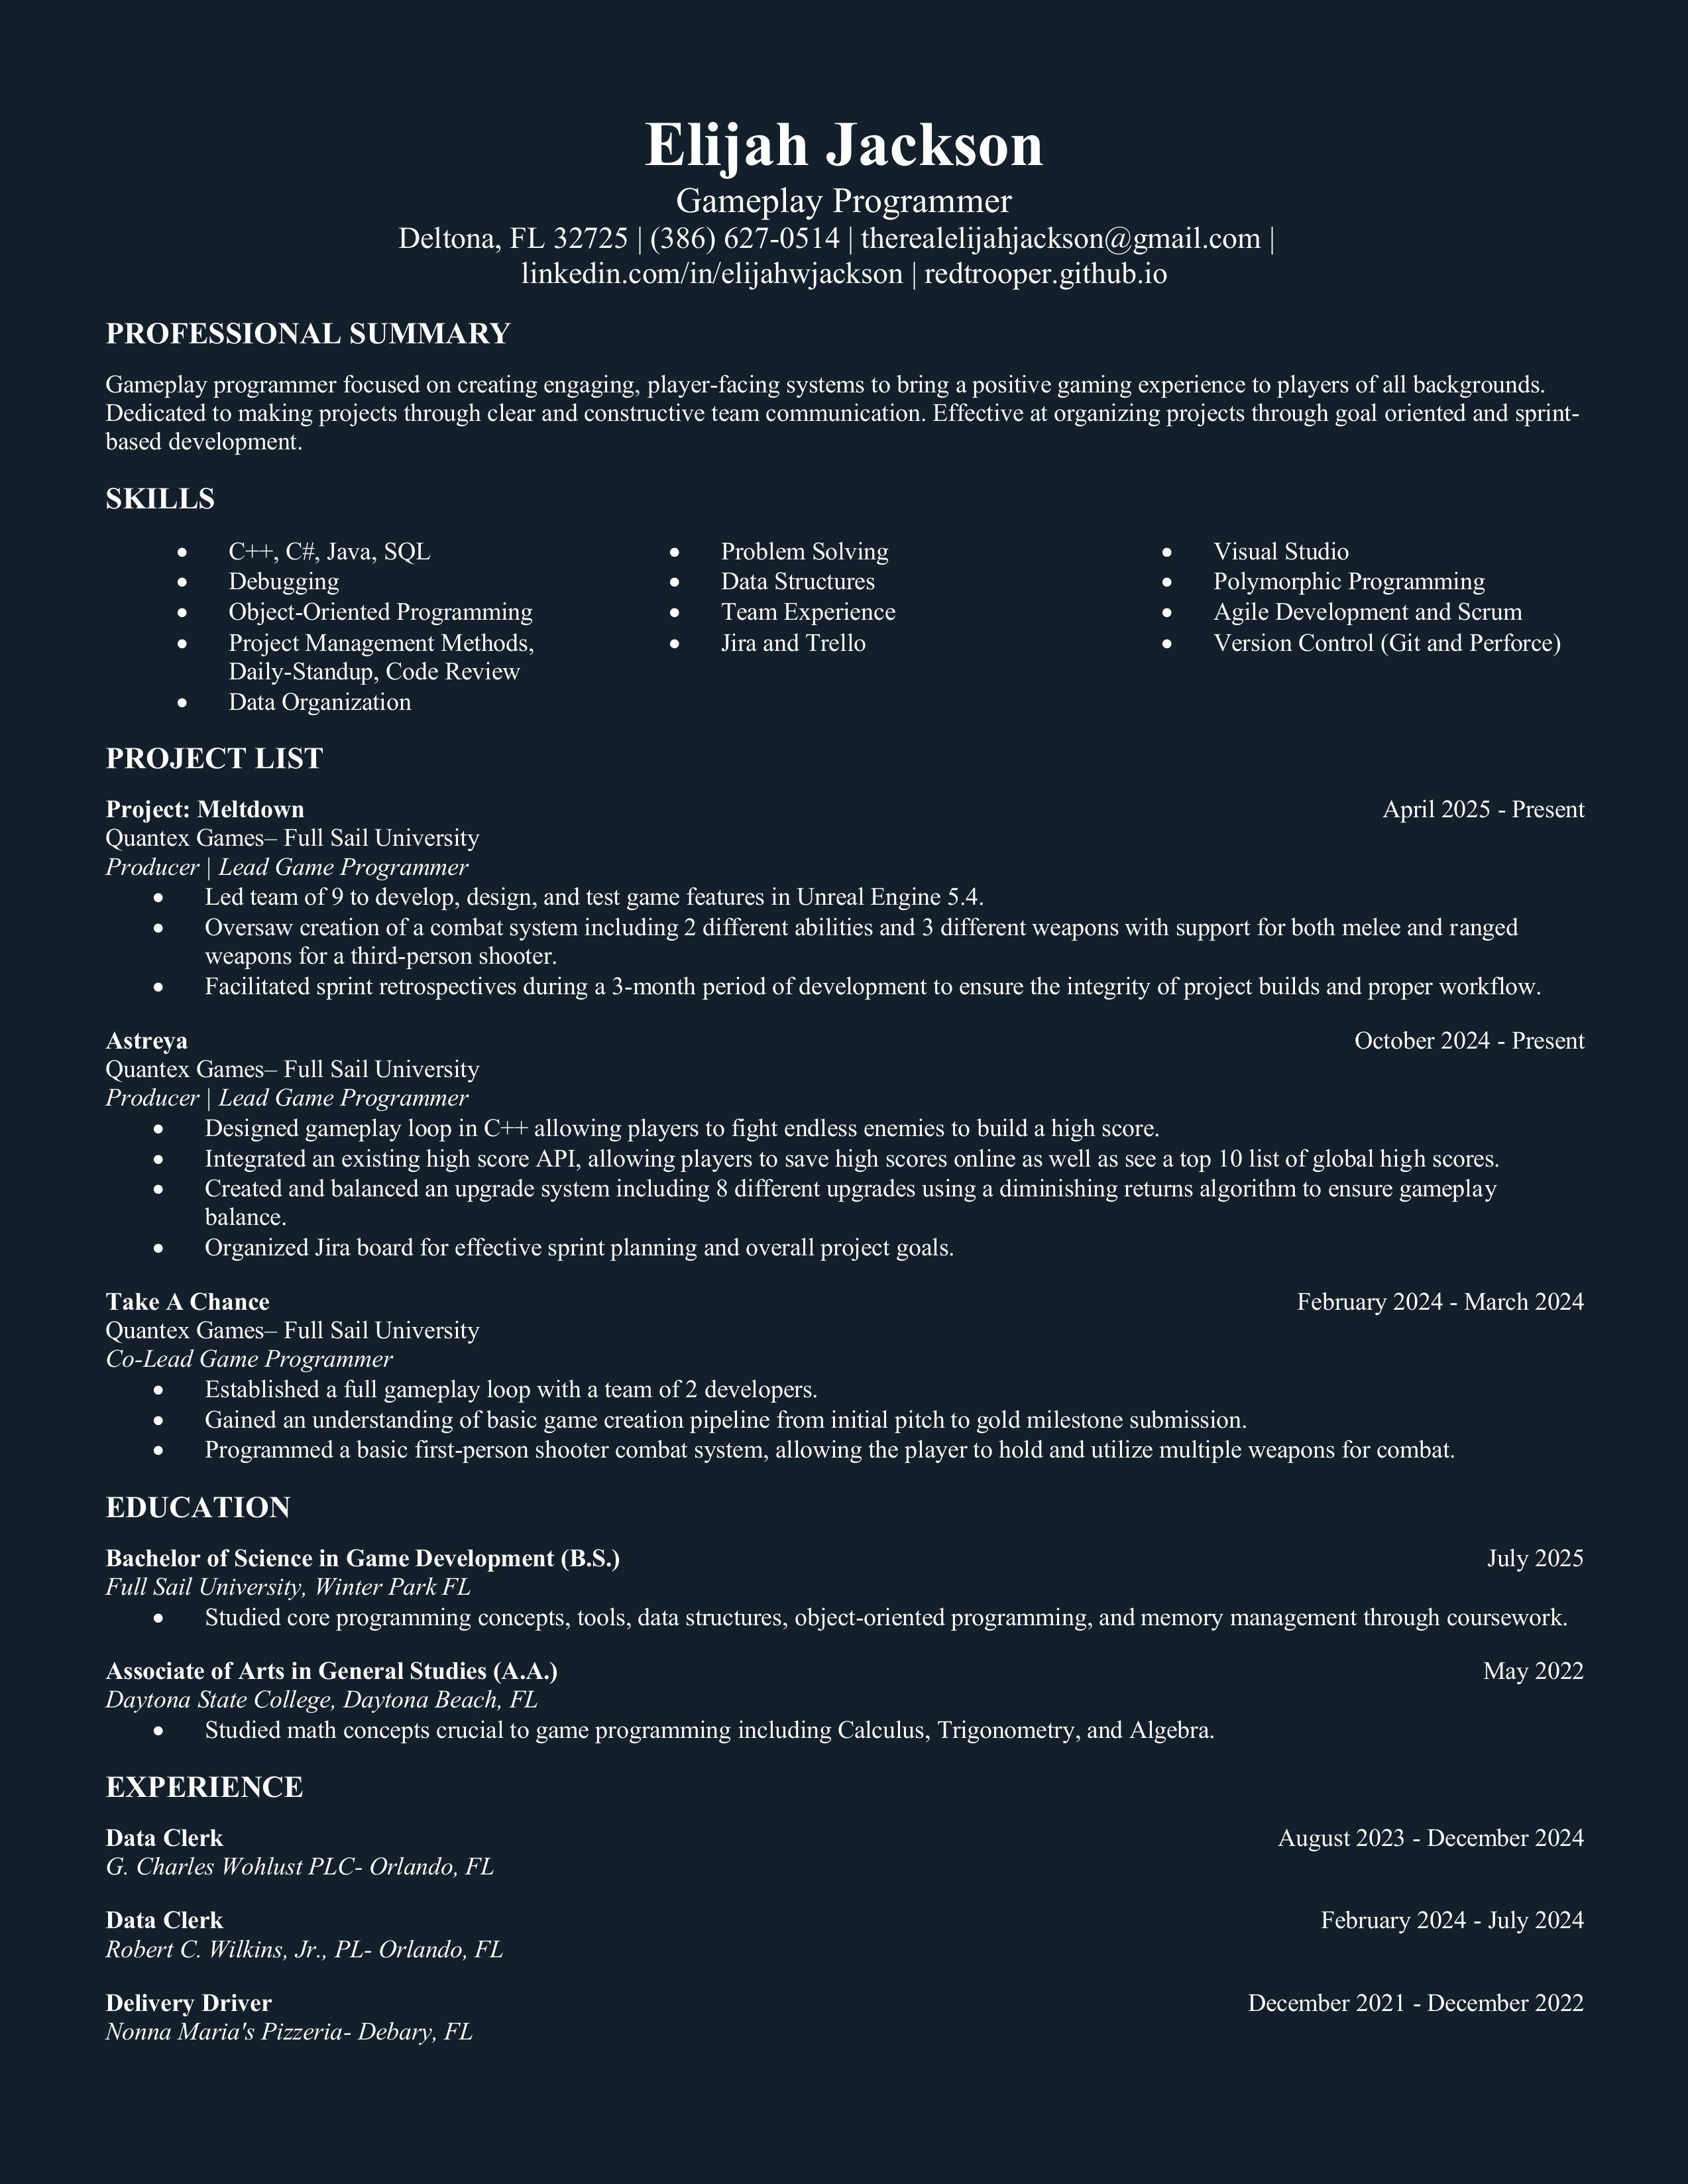 Elijah Jackson
Gameplay Programmer
Deltona, FL 32725 | (386) 627-0514 | therealelijahjackson@gmail.com |
linkedin.com/in/elijahwjackson | redtrooper.github.io
PROFESSIONAL SUMMARY
Gameplay programmer focused on creating engaging, player-facing systems to bring a positive gaming experience to players of all backgrounds.
Dedicated to making projects through clear and constructive team communication. Effective at organizing projects through goal oriented and sprint-
based development.
SKILLS
• C++, C#, Java, SQL
• Debugging
• Object-Oriented Programming
• Project Management Methods,
Daily-Standup, Code Review
• Data Organization
• Problem Solving
• Data Structures
• Team Experience
• Jira and Trello
• Visual Studio
• Polymorphic Programming
• Agile Development and Scrum
• Version Control (Git and Perforce)
PROJECT LIST
Project: Meltdown April 2025 - Present
Quantex Games– Full Sail University
Producer | Lead Game Programmer
• Led team of 9 to develop, design, and test game features in Unreal Engine 5.4.
• Oversaw creation of a combat system including 2 different abilities and 3 different weapons with support for both melee and ranged
weapons for a third-person shooter.
• Facilitated sprint retrospectives during a 3-month period of development to ensure the integrity of project builds and proper workflow.
Astreya October 2024 - Present
Quantex Games– Full Sail University
Producer | Lead Game Programmer
• Designed gameplay loop in C++ allowing players to fight endless enemies to build a high score.
• Integrated an existing high score API, allowing players to save high scores online as well as see a top 10 list of global high scores.
• Created and balanced an upgrade system including 8 different upgrades using a diminishing returns algorithm to ensure gameplay
balance.
• Organized Jira board for effective sprint planning and overall project goals.
Take A Chance February 2024 - March 2024
Quantex Games– Full Sail University
Co-Lead Game Programmer
• Established a full gameplay loop with a team of 2 developers.
• Gained an understanding of basic game creation pipeline from initial pitch to gold milestone submission.
• Programmed a basic first-person shooter combat system, allowing the player to hold and utilize multiple weapons for combat.
EDUCATION
Bachelor of Science in Game Development (B.S.) July 2025
Full Sail University, Winter Park FL
• Studied core programming concepts, tools, data structures, object-oriented programming, and memory management through coursework.
Associate of Arts in General Studies (A.A.) May 2022
Daytona State College, Daytona Beach, FL
• Studied math concepts crucial to game programming including Calculus, Trigonometry, and Algebra.
EXPERIENCE
Data Clerk August 2023 - December 2024
G. Charles Wohlust PLC- Orlando, FL
Data Clerk February 2024 - July 2024
Robert C. Wilkins, Jr., PL- Orlando, FL
Delivery Driver December 2021 - December 2022
Nonna Maria's Pizzeria- Debary, FL